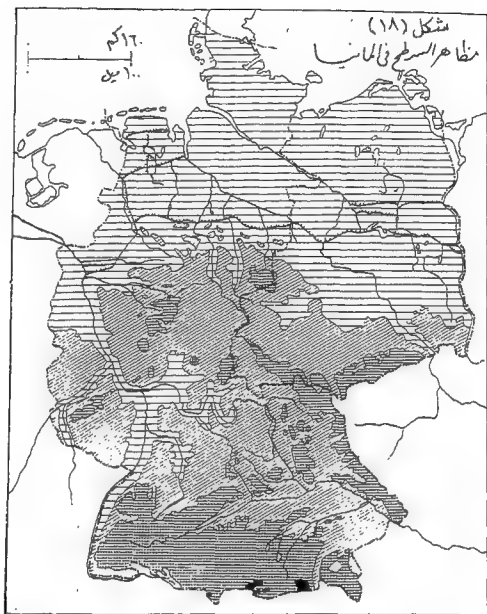 شكل (١٨)
مظاهر السطح في المانيا
١٦٠ كم
١٠٠ ميل